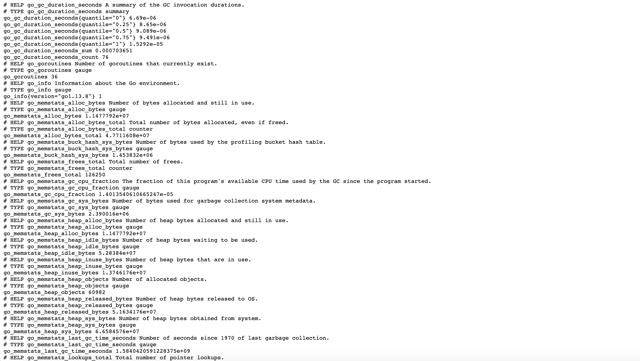 # HELP go_gc_duration_seconds A summary of the GC invocation durations.
# TYPE go_gc_duration_seconds summary
go_gc_duration_seconds{quantile="0"} 6.69e-06
go_gc_duration_seconds{quantile="0.25"} 8.65e-06
go_gc_duration_seconds{quantile="0.5"} 9.089e-06
go_gc_duration_seconds{quantile="0.75"} 9.491e-06
go_gc_duration_seconds{quantile="1"} 1.5292e-05
go_gc_duration_seconds_sum 0.000703651
go_gc_duration_seconds_count 76
# HELP go_goroutines Number of goroutines that currently exist.
# TYPE go_goroutines gauge
go_goroutines 36
# HELP go_info Information about the Go environment.
# TYPE go_info gauge
go_info{version="go1.13.8"} 1
# HELP go_memstats_alloc_bytes Number of bytes allocated and still in use.
# TYPE go_memstats_alloc_bytes gauge
go_memstats_alloc_bytes 1.1477792e+07
# HELP go_memstats_alloc_bytes_total Total number of bytes allocated, even if freed.
# TYPE go_memstats_alloc_bytes_total counter
go_memstats_alloc_bytes_total 4.7711608e+07
# HELP go_memstats_buck_hash_sys_bytes Number of bytes used by the profiling bucket hash table.
# TYPE go_memstats_buck_hash_sys_bytes gauge
go_memstats_buck_hash_sys_bytes 1.453832e+06
# HELP go_memstats_frees_total Total number of frees.
# TYPE go_memstats_frees_total counter
go_memstats_frees_total 126250
# HELP go_memstats_gc_cpu_fraction The fraction of this program's available CPU time used by the GC since the program started.
# TYPE go_memstats_gc_cpu_fraction gauge
go_memstats_gc_cpu_fraction 1.4013540610665247e-05
# HELP go_memstats_gc_sys_bytes Number of bytes used for garbage collection system metadata.
# TYPE go_memstats_gc_sys_bytes gauge
go_memstats_gc_sys_bytes 2.390016e+06
# HELP go_memstats_heap_alloc_bytes Number of heap bytes allocated and still in use.
# TYPE go_memstats_heap_alloc_bytes gauge
go_memstats_heap_alloc_bytes 1.1477792e+07
# HELP go_memstats_heap_idle_bytes Number of heap bytes waiting to be used.
# TYPE go_memstats_heap_idle_bytes gauge
go_memstats_heap_idle_bytes 5.28384e+07
# HELP go_memstats_heap_inuse_bytes Number of heap bytes that are in use.
# TYPE go_memstats_heap_inuse_bytes gauge
go_memstats_heap_inuse_bytes 1.3746176e+07
# HELP go_memstats_heap_objects Number of allocated objects.
# TYPE go_memstats_heap_objects gauge
go_memstats_heap_objects 60982
# HELP go_memstats_heap_released_bytes Number of heap bytes released to OS.
# TYPE go_memstats_heap_released_bytes gauge
go_memstats_heap_released_bytes 5.1634176e+07
# HELP go_memstats_heap_sys_bytes Number of heap bytes obtained from system.
# TYPE go_memstats_heap_sys_bytes gauge
go_memstats_heap_sys_bytes 6.6584576e+07
# HELP go_memstats_last_gc_time_seconds Number of seconds since 1970 of last garbage collection.
# TYPE go_memstats_last_gc_time_seconds gauge
go_memstats_last_gc_time_seconds 1.5840420591228375e+09
# HELP go_memstats_lookups_total Total number of pointer lookups.